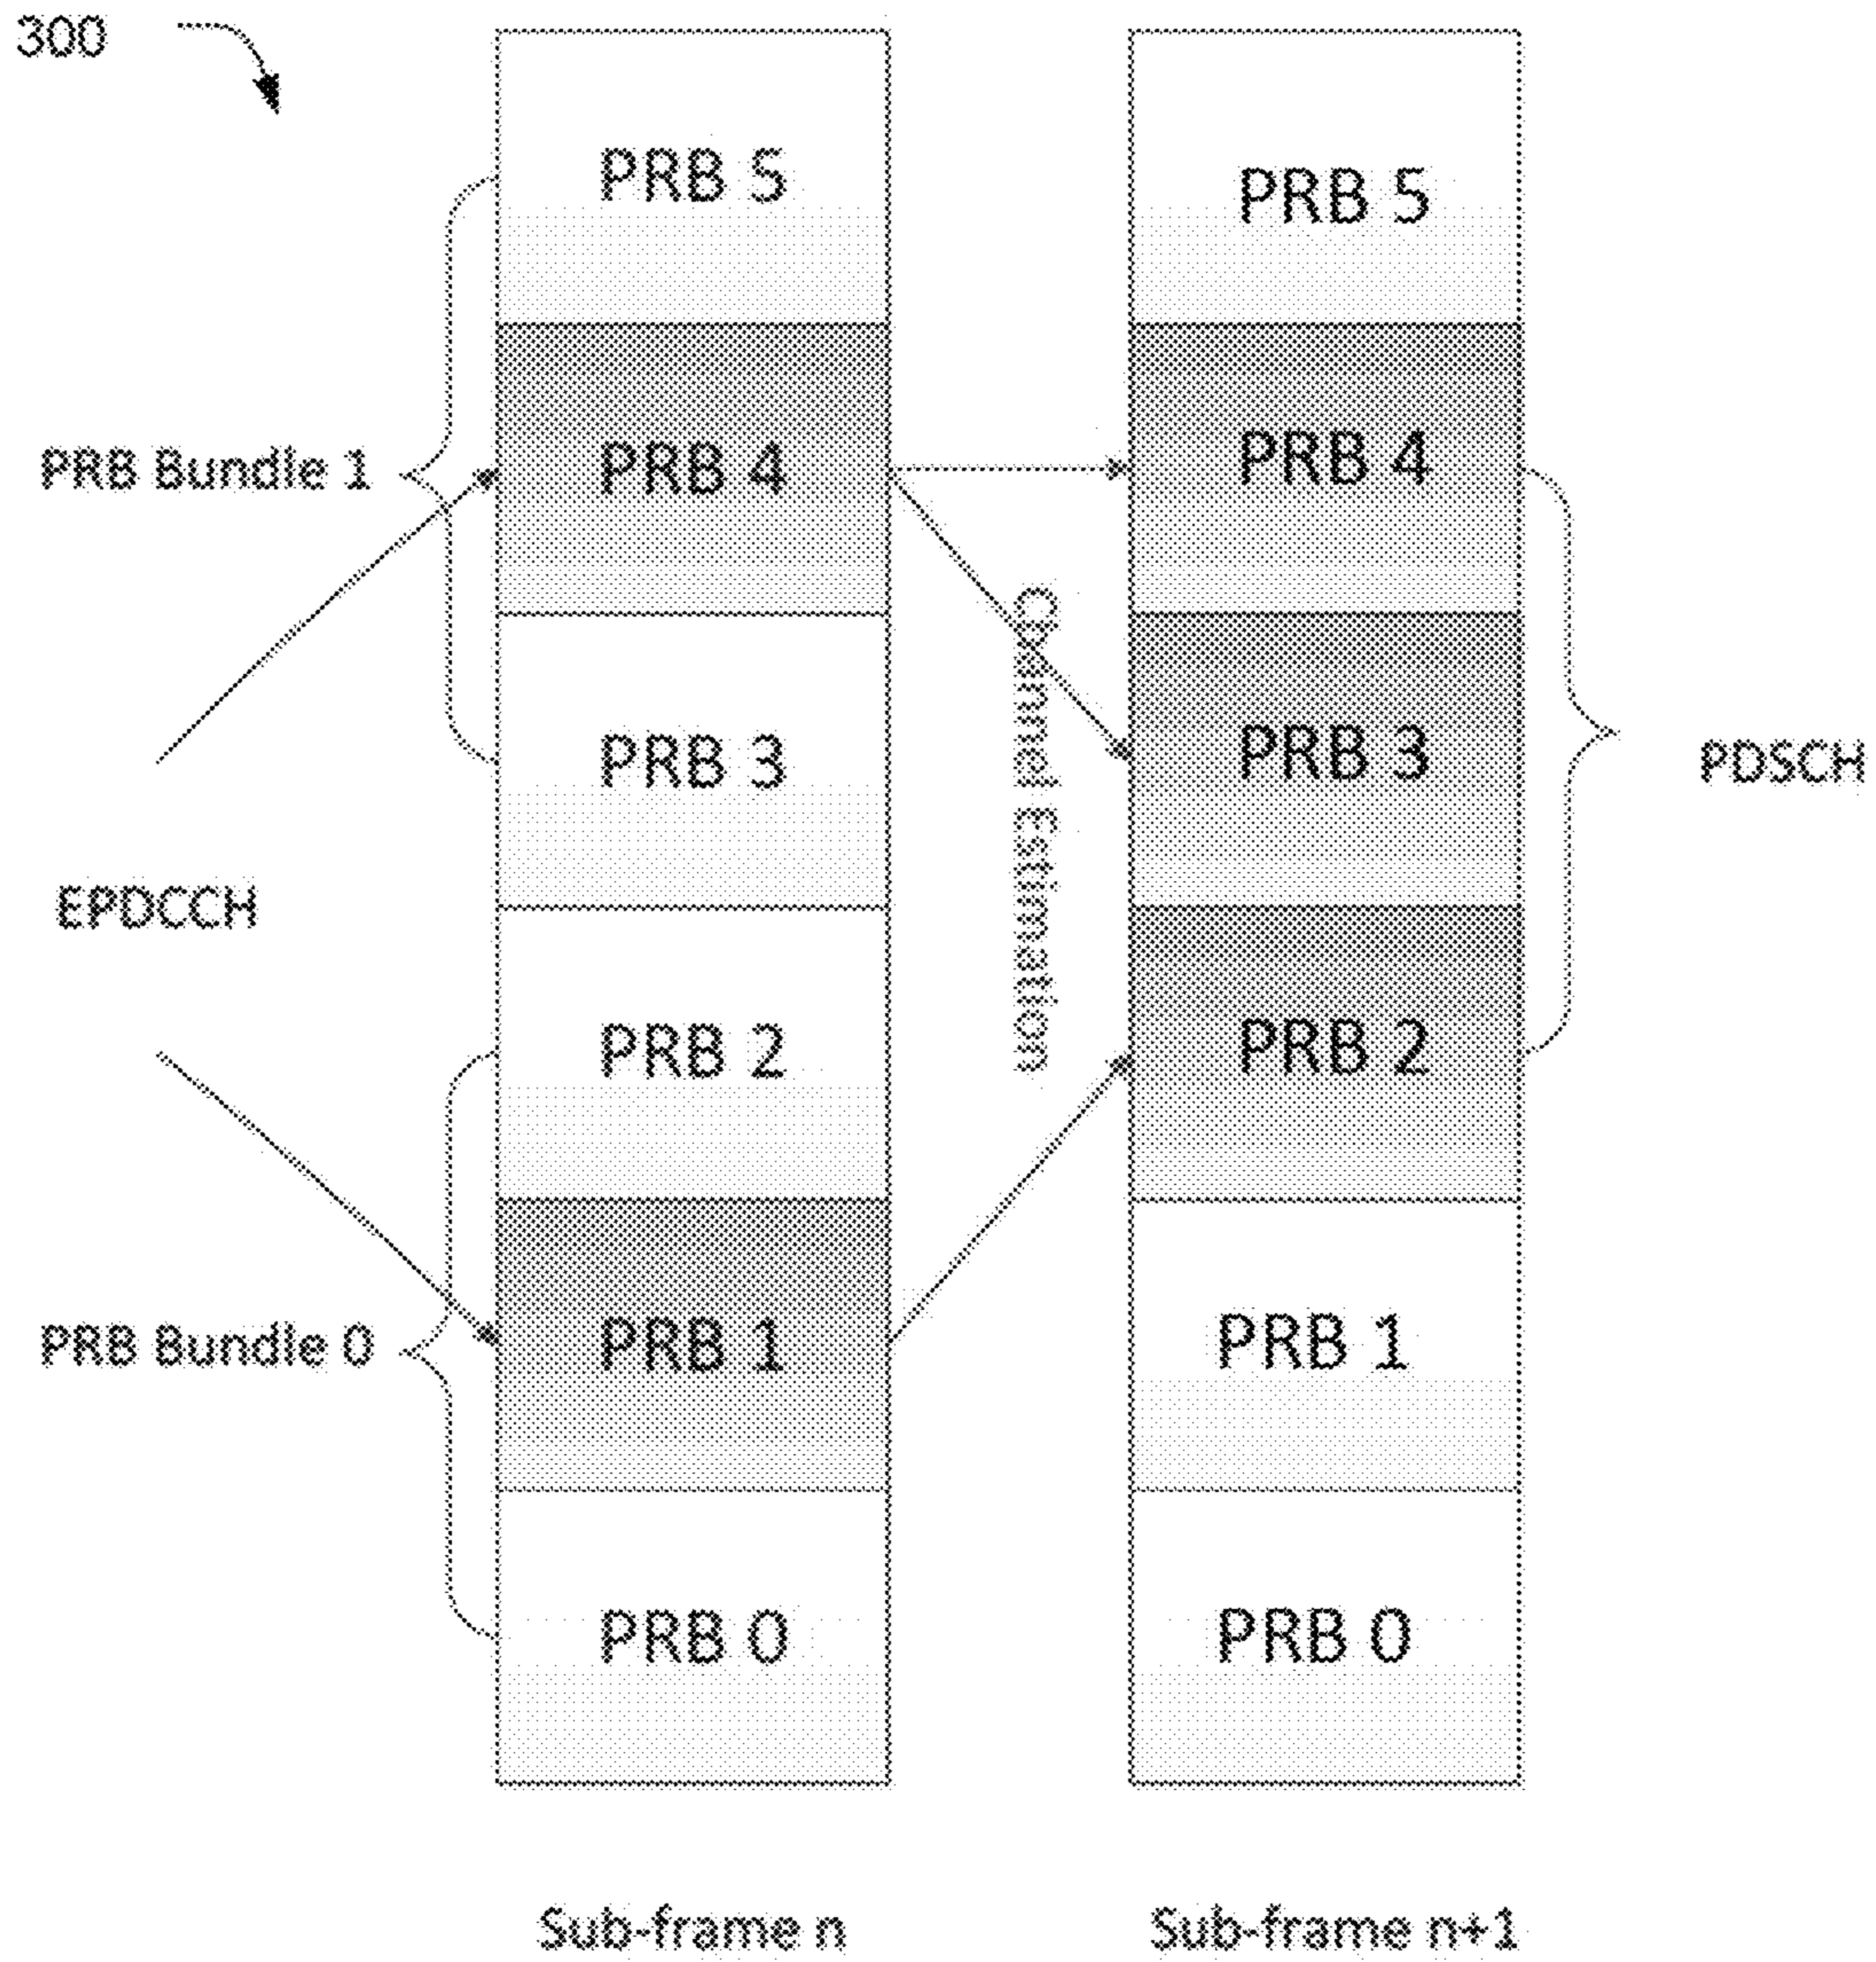 300
PRB 5
PRB 5
PRB Bundle 1
PRB 4
PRB 4
PRB 3
PRB 3
PDSCH
Channel Estimation
EPDCCH
PRB 2
PRB 2
PRB Bundle 0
PRB 1
PRB 1
PRB 0
PRB 0
Sub-frame n
Sub-frame n+1